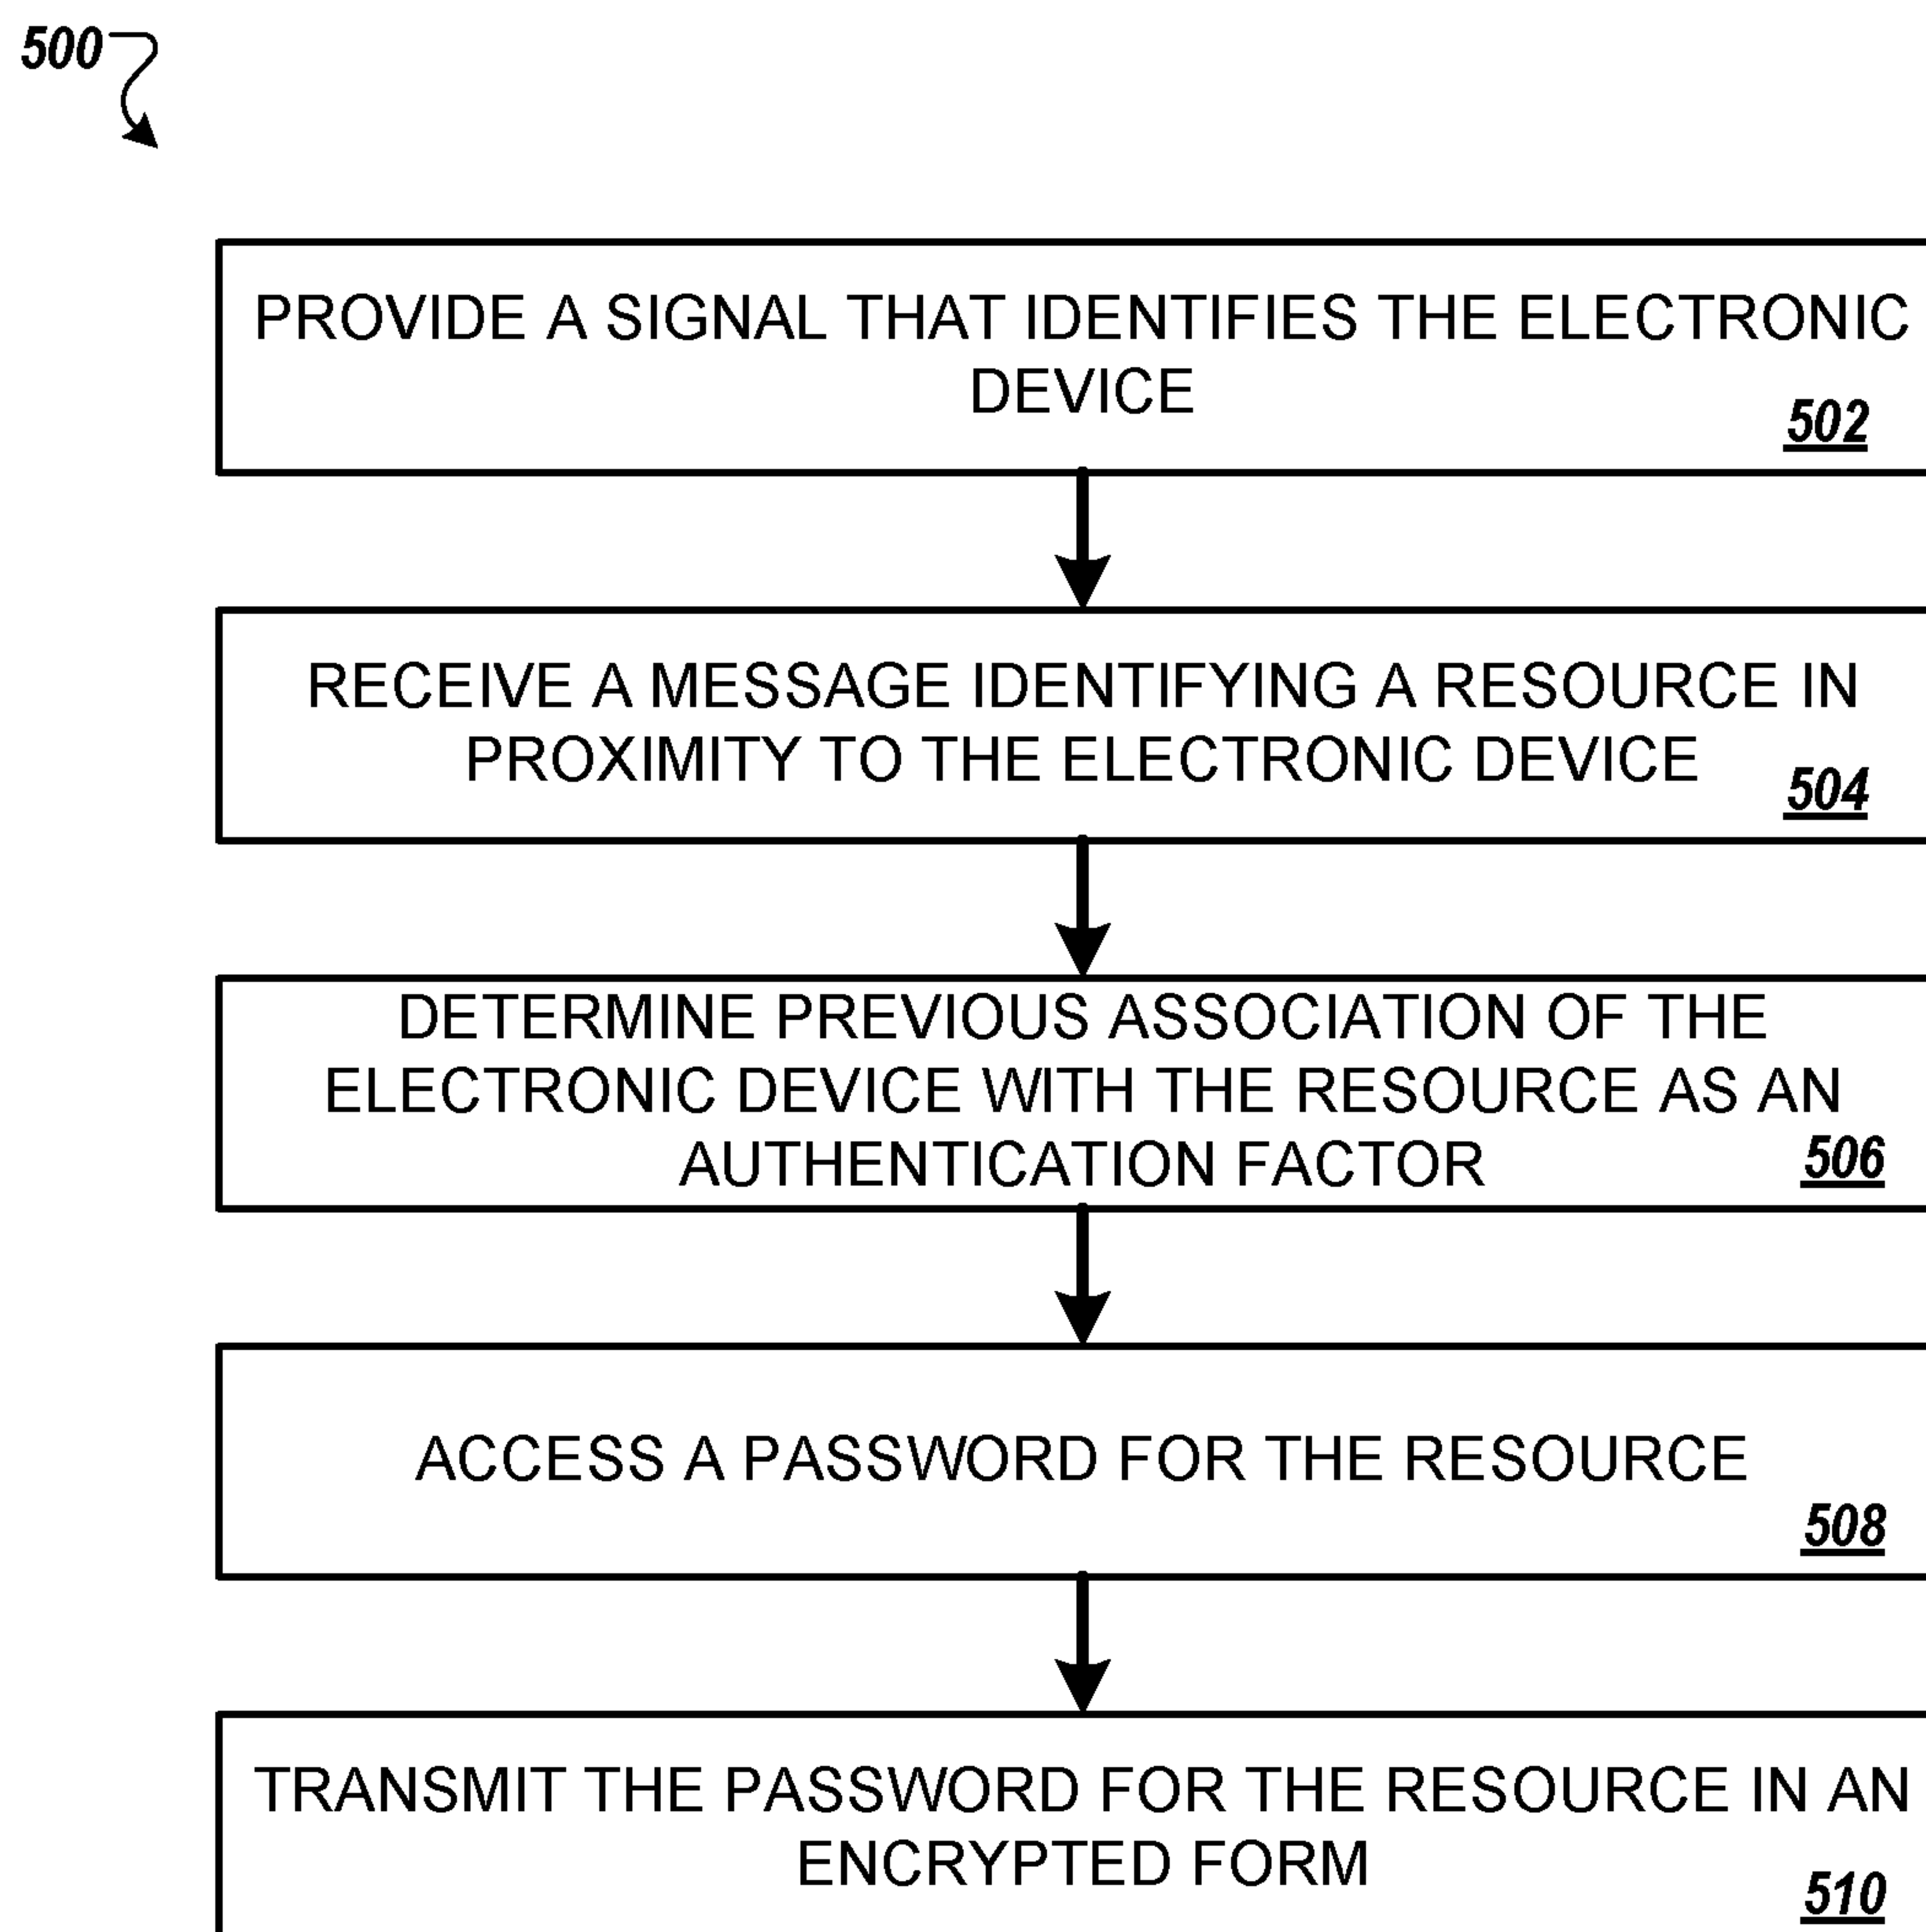 500
PROVIDE A SIGNAL THAT IDENTIFIES THE ELECTRONIC
DEVICE
502
RECEIVE A MESSAGE IDENTIFYING A RESOURCE IN
PROXIMITY TO THE ELECTRONIC DEVICE
504
DETERMINE PREVIOUS ASSOCIATION OF THE
ELECTRONIC DEVICE WITH THE RESOURCE AS AN
AUTHENTICATION FACTOR
506
ACCESS A PASSWORD FOR THE RESOURCE
508
TRANSMIT THE PASSWORD FOR THE RESOURCE IN AN
ENCRYPTED FORM
510